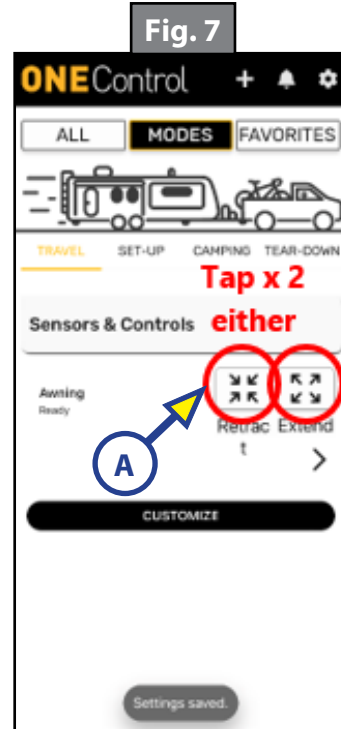 Fig. 7
ONEControl
ALL MODES FAVORITES
TRAVEL SET-UP CAMPING TEAR-DOWN
Tap x 2
either
Sensors & Controls
Awning
Ready
Retrac
t
Extend
A
CUSTOMIZE
Settings saved.